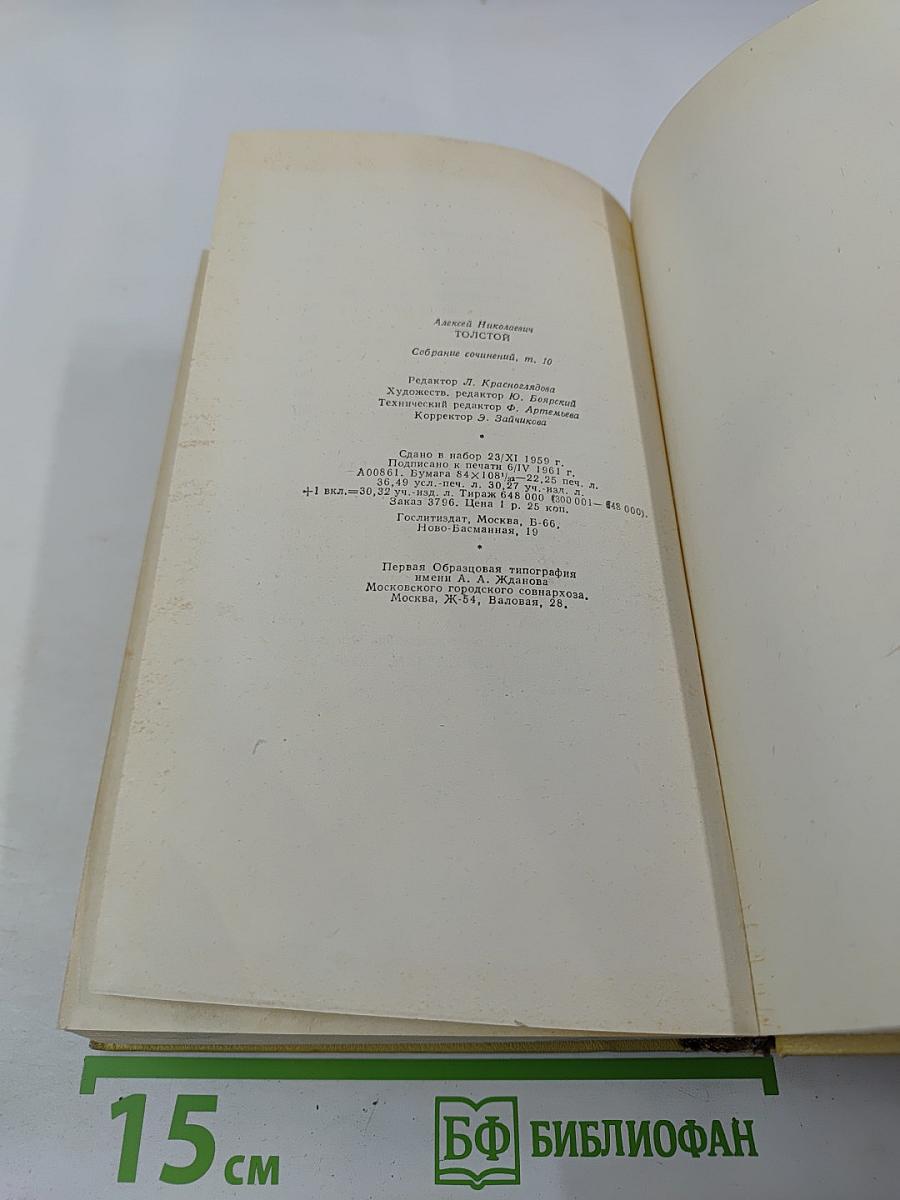 Алексей Николаевич
ТОЛСТОЙ
Собрание сочинений, т. 10
Редактор Л. Красноглядова
Художеств. редактор Ю. Боярский
Технический редактор Ф. Артемьева
Корректор Э. Зайчикова
*
Сдано в набор 23/XI 1959 г.
Подписано к печати 6/IV 1961 г.
А00861. Бумага 84×108¹/₃₂—22,25 печ. л.
36,49 усл.-печ. л. 30,27 уч.-изд. л.
+1 вкл.=30,32 уч.-изд. л. Тираж 648 000 (300 001—648 000).
Заказ 3796. Цена 1 р. 25 коп.
Гослитиздат, Москва, Б-66,
Ново-Басманная, 19
*
Первая Образцовая типография
имени А. А. Жданова
Московского городского совнархоза.
Москва, Ж-54, Валовая, 28.
15 см
БФ БИБЛИОФАН